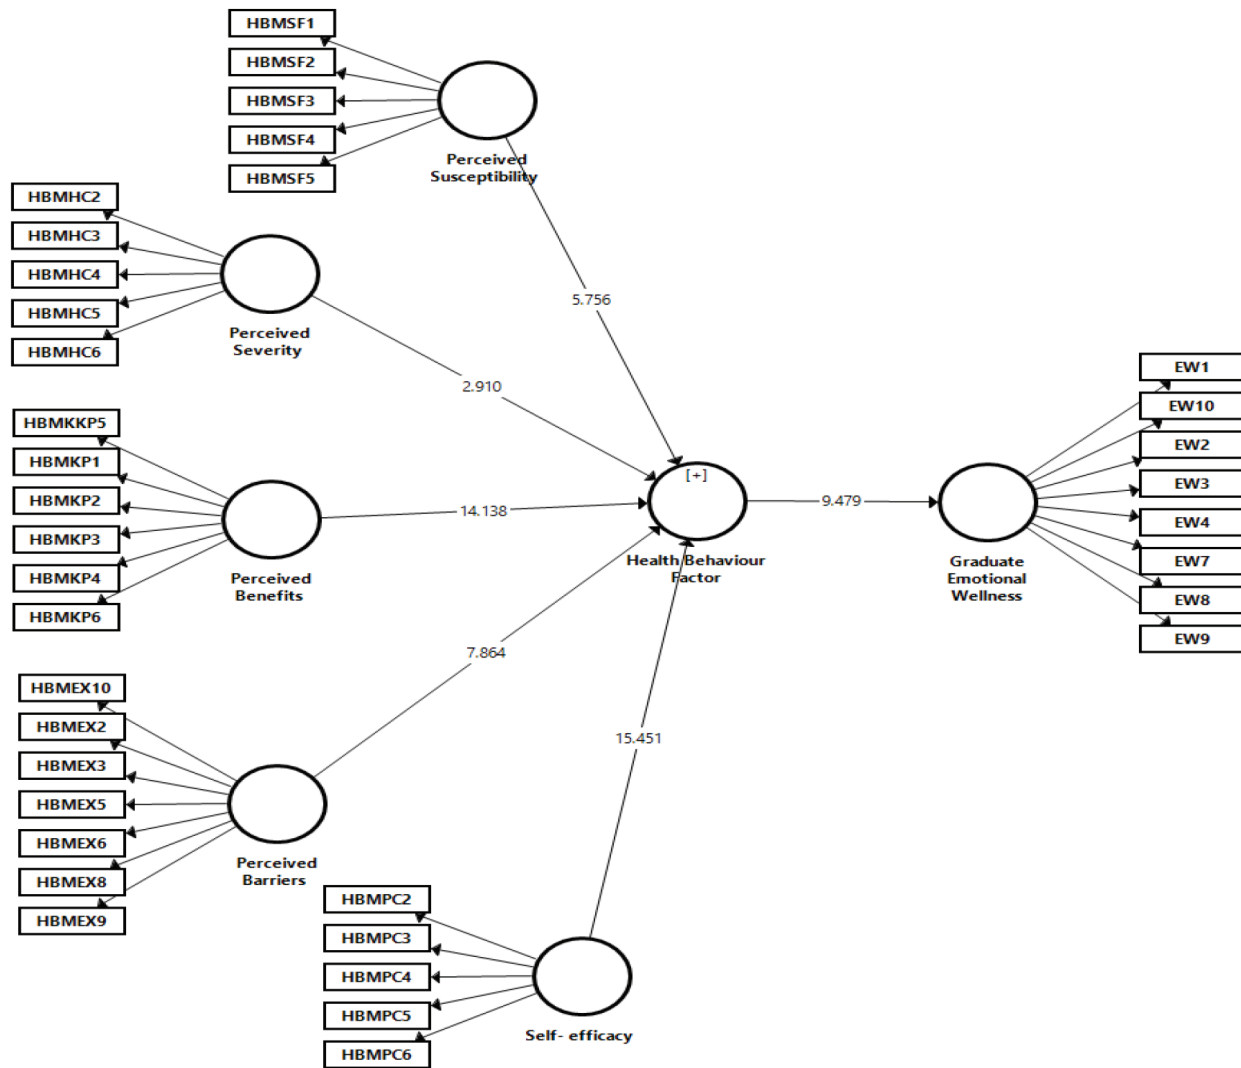 HBMSF1
HBMSF2
HBMSF3
HBMSF4
HBMSF5
Perceived
Susceptibility
HBMHC2
HBMHC3
HBMHC4
HBMHC5
HBMHC6
Perceived
Severity
5.756
2.910
HBMKKP5
HBMKP1
HBMKP2
HBMKP3
HBMKP4
HBMKP6
Perceived
Benefits
14.138
[+]
Health Behaviour
Factor
9.479
Graduate
Emotional
Wellness
EW1
EW10
EW2
EW3
EW4
EW7
EW8
EW9
7.864
HBMEX10
HBMEX2
HBMEX3
HBMEX5
HBMEX6
HBMEX8
HBMEX9
Perceived
Barriers
15.451
HBMPC2
HBMPC3
HBMPC4
HBMPC5
HBMPC6
Self- efficacy